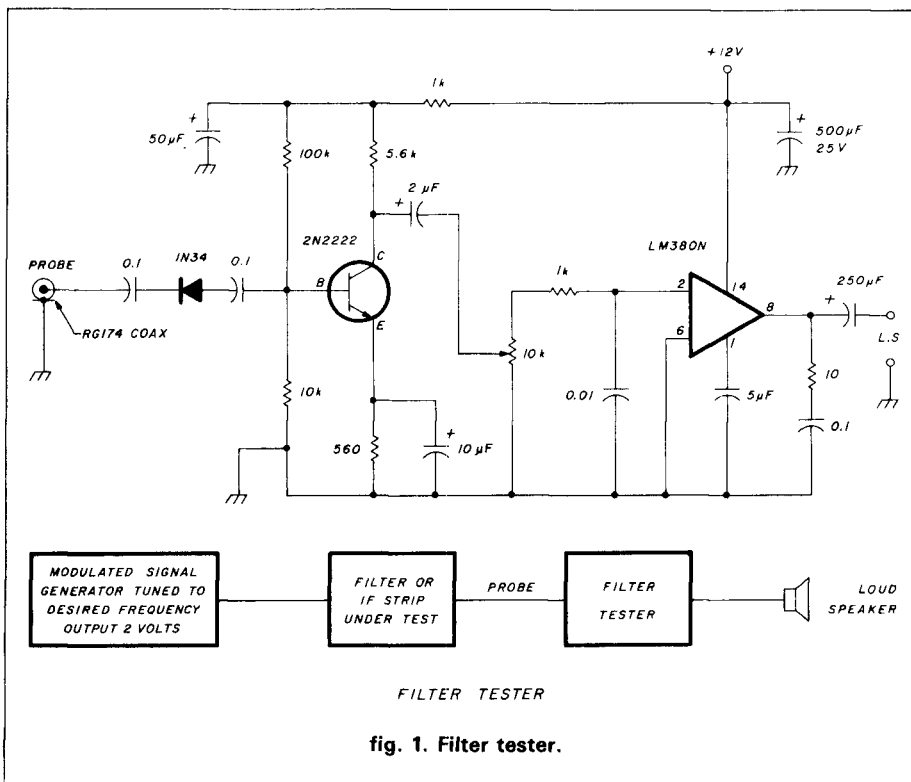 +12V
1k
+
50µF
100k
5.6k
+
500µF
25V
2 µF
+
2N2222
LM380N
PROBE
0.1
1N34
0.1
C
B
E
1k
2
14
250µF
+
8
6
1
L.S
RG174 COAX
10k
10k
0.01
5µF
10
0.1
560
+
10 µF
MODULATED SIGNAL
GENERATOR TUNED TO
DESIRED FREQUENCY
OUTPUT 2 VOLTS
FILTER OR
IF STRIP
UNDER TEST
PROBE
FILTER
TESTER
LOUD
SPEAKER
FILTER TESTER
fig. 1. Filter tester.